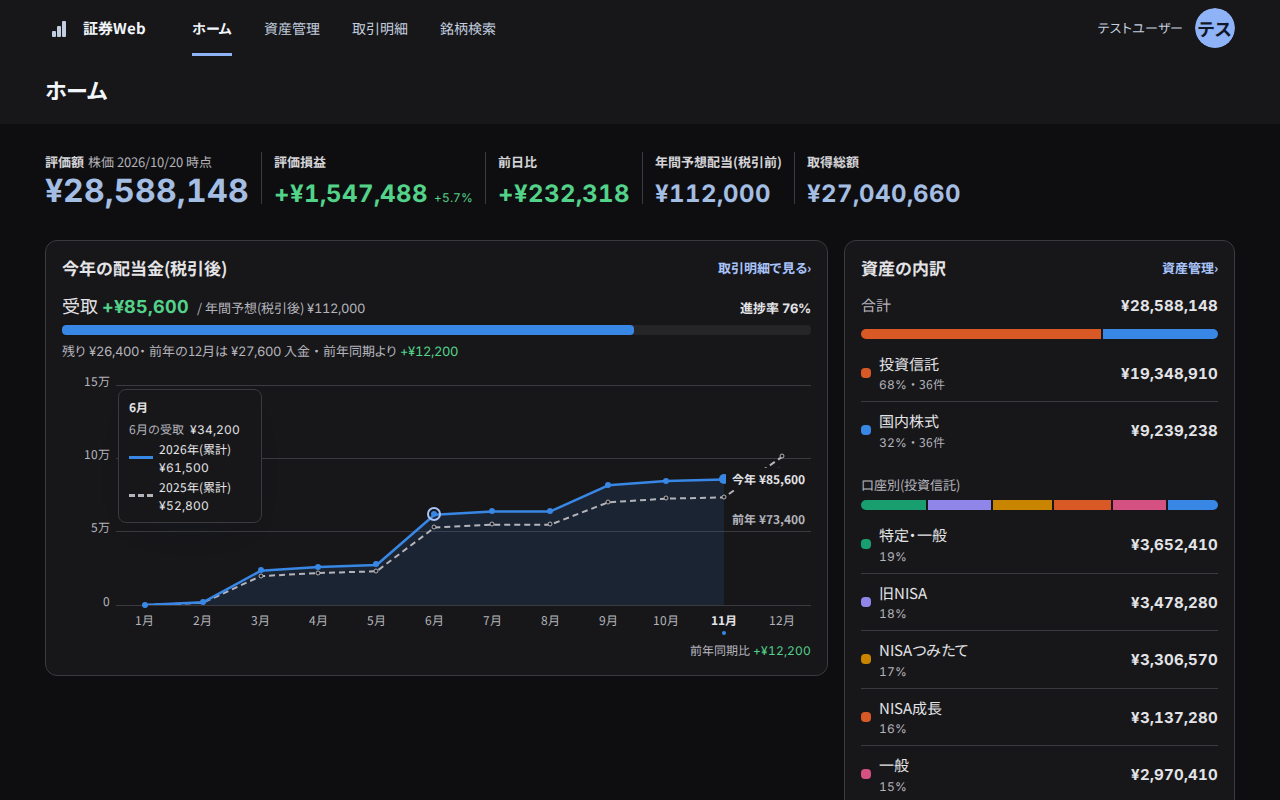 証券Web
ホーム
資産管理
取引明細
銘柄検索
テストユーザー
テス
ホーム
評価額 株価 2026/10/20 時点
¥28,588,148
評価損益
+¥1,547,488 +5.7%
前日比
+¥232,318
年間予想配当(税引前)
¥112,000
取得総額
¥27,040,660
今年の配当金(税引後)
取引明細で見る›
受取 +¥85,600 / 年間予想(税引後) ¥112,000
進捗率 76%
残り ¥26,400・前年の12月は ¥27,600 入金・前年同期より +¥12,200
15万
10万
5万
0
6月
6月の受取 ¥34,200
2026年(累計)
¥61,500
2025年(累計)
¥52,800
今年 ¥85,600
前年 ¥73,400
1月 2月 3月 4月 5月 6月 7月 8月 9月 10月 11月 12月
前年同期比 +¥12,200
資産の内訳
資産管理›
合計
¥28,588,148
投資信託
68%・36件
¥19,348,910
国内株式
32%・36件
¥9,239,238
口座別(投資信託)
特定・一般
19%
¥3,652,410
旧NISA
18%
¥3,478,280
NISAつみたて
17%
¥3,306,570
NISA成長
16%
¥3,137,280
一般
15%
¥2,970,410